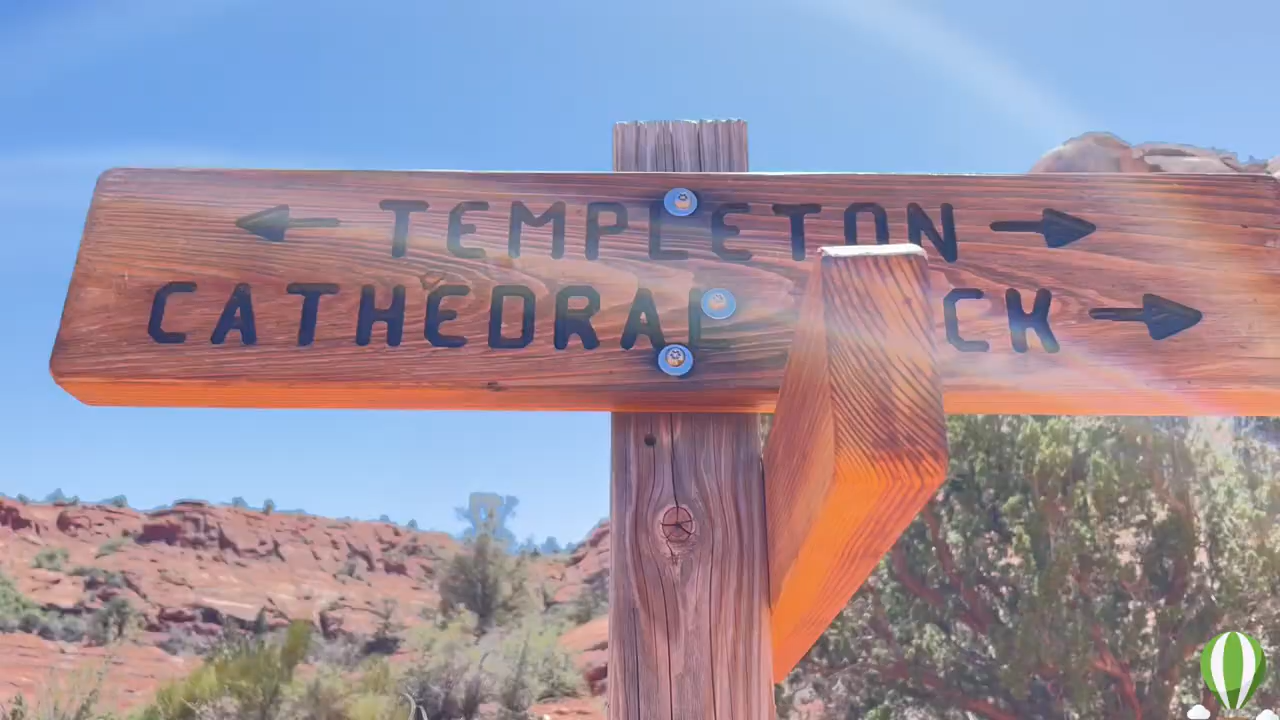 ← TEMPLETON →
CATHEDRAL CK →